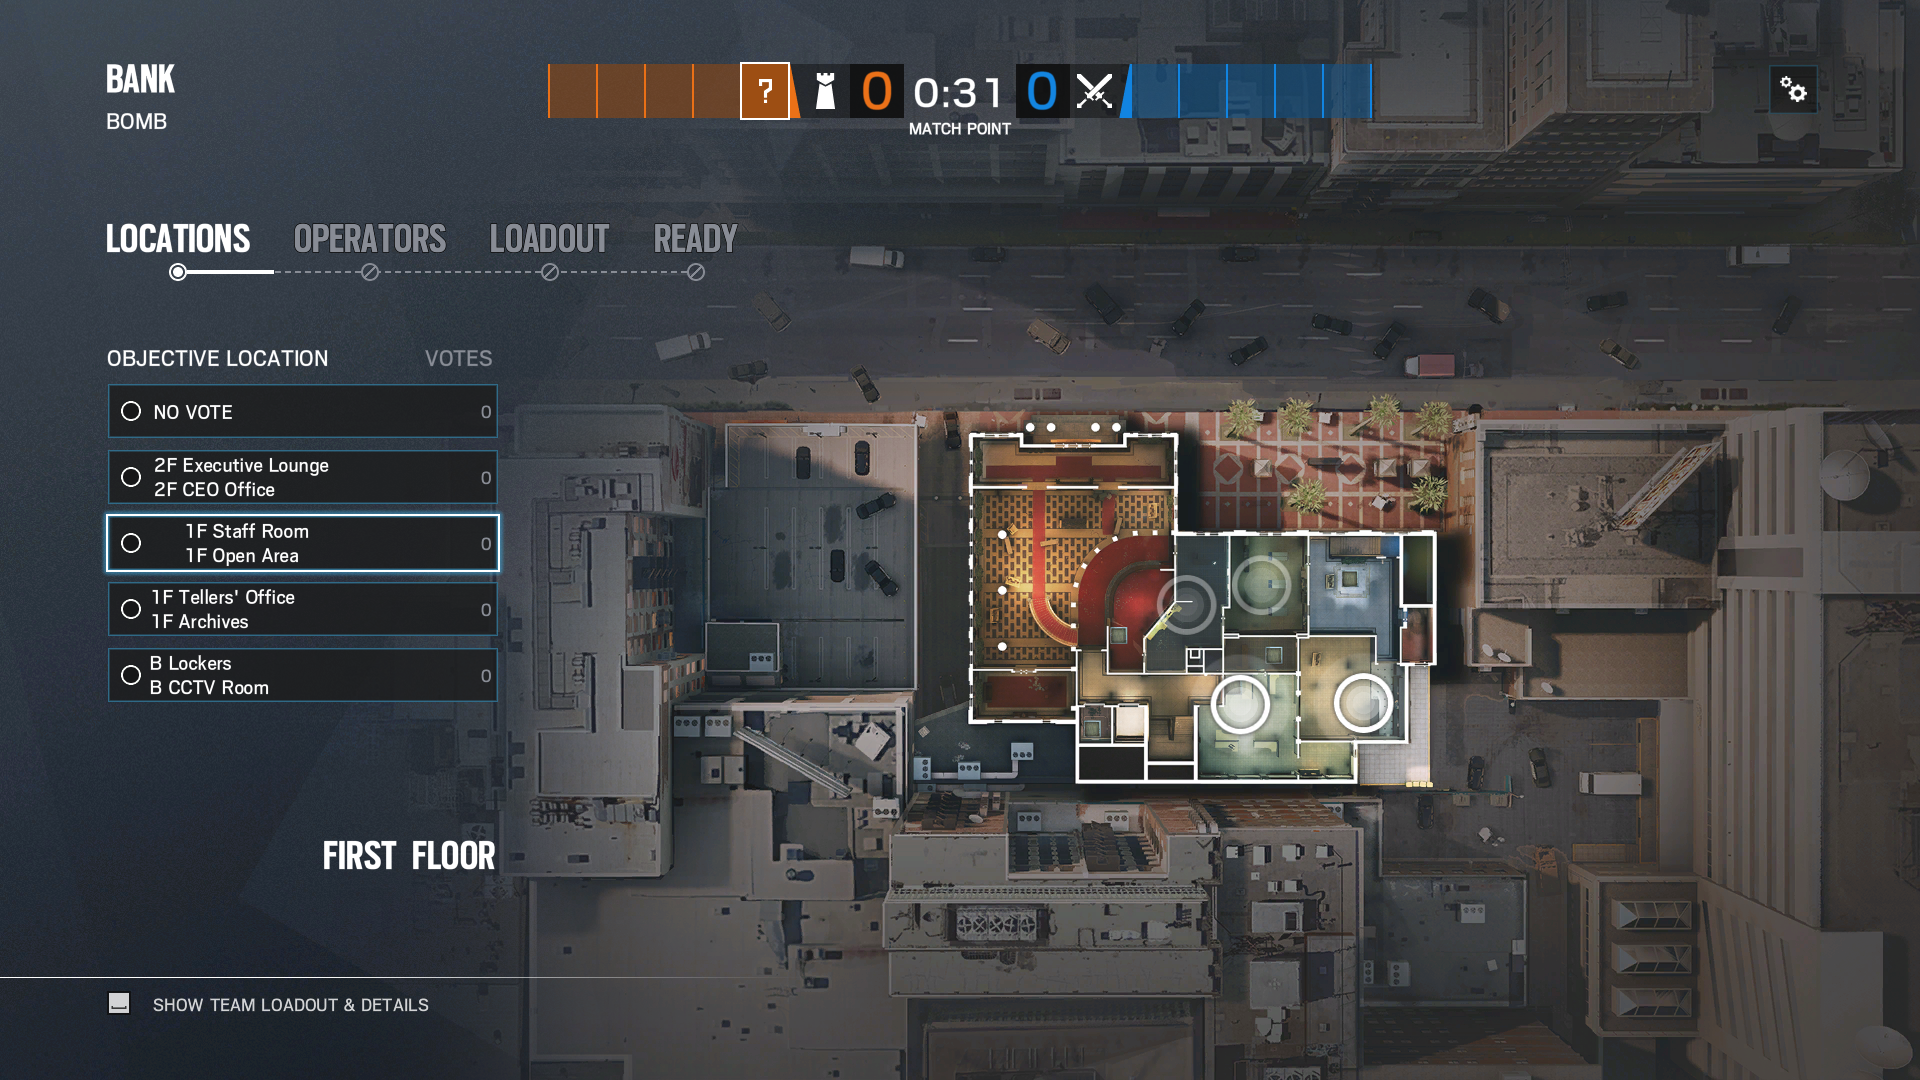 BANK
BOMB
?
0
0:31
0
MATCH POINT
LOCATIONS
OPERATORS
LOADOUT
READY
OBJECTIVE LOCATION
VOTES
NO VOTE
0
2F Executive Lounge
2F CEO Office
0
1F Staff Room
1F Open Area
0
1F Tellers' Office
1F Archives
0
B Lockers
B CCTV Room
0
FIRST FLOOR
SHOW TEAM LOADOUT & DETAILS